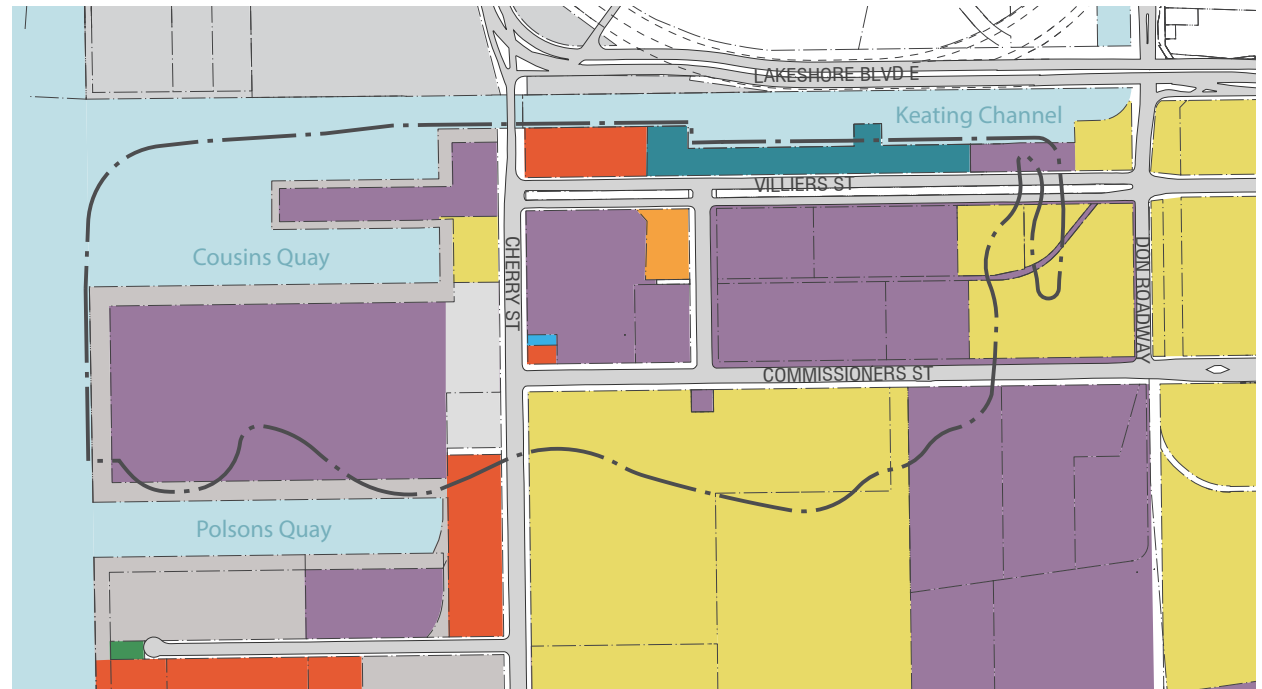 LAKESHORE BLVD E
Keating Channel
VILLIERS ST
Cousins Quay
CHERRY ST
DON ROADWAY
COMMISSIONERS ST
Polsons Quay